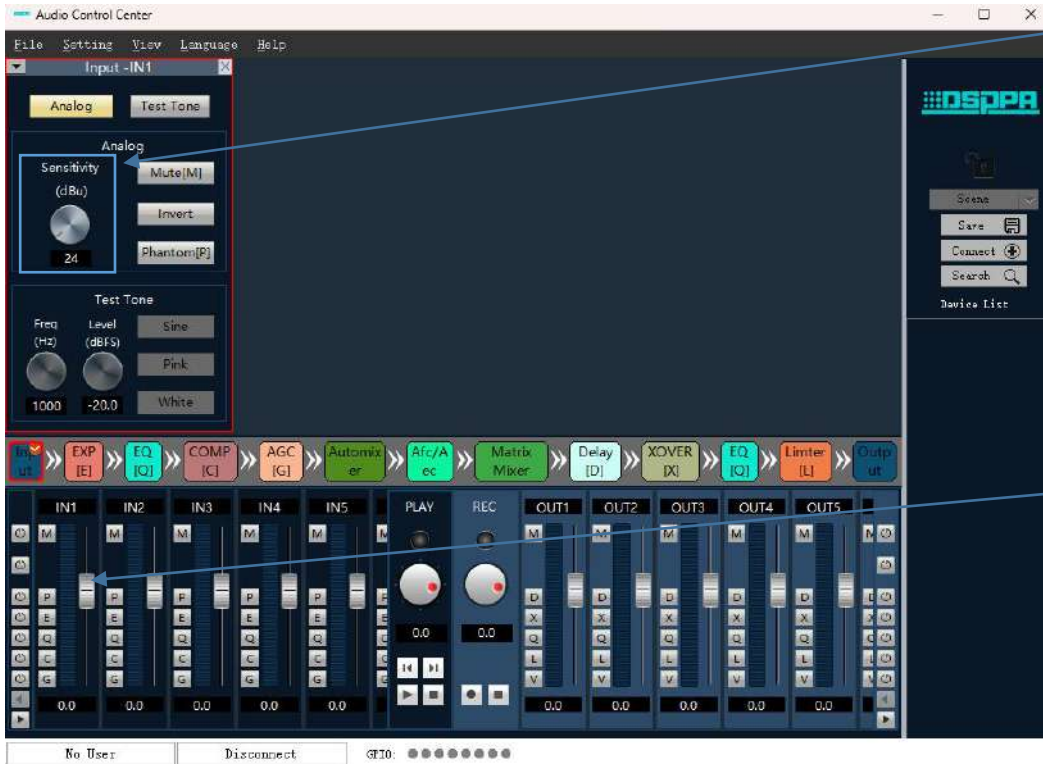 Audio Control Center
File Setting View Language Help
Input -IN1
Analog Test Tone
Analog
Sensitivity
(dBu)
24
Mute[M]
Invert
Phantom[P]
Test Tone
Freq
(Hz)
Level
(dBFS)
1000 -20.0
Sine
Pink
White
DSPPA
Scene
Save
Connect
Search
Device List
Inp
ut
EXP
[E]
EQ
[Q]
COMP
[C]
AGC
[G]
Automix
er
Afc/A
ec
Matrix
Mixer
Delay
[D]
XOVER
[X]
EQ
[Q]
Limter
[L]
Outp
ut
IN1 IN2 IN3 IN4 IN5 PLAY REC OUT1 OUT2 OUT3 OUT4 OUT5
M M M M M M M M M M
P P P P P D D D D D
E E E E E X X X X X
Q Q Q Q Q Q Q Q Q Q
C C C C C L L L L L
G G G G G V V V V V
0.0 0.0
0.0 0.0 0.0 0.0 0.0 0.0 0.0 0.0 0.0 0.0
No User Disconnect GPIO: